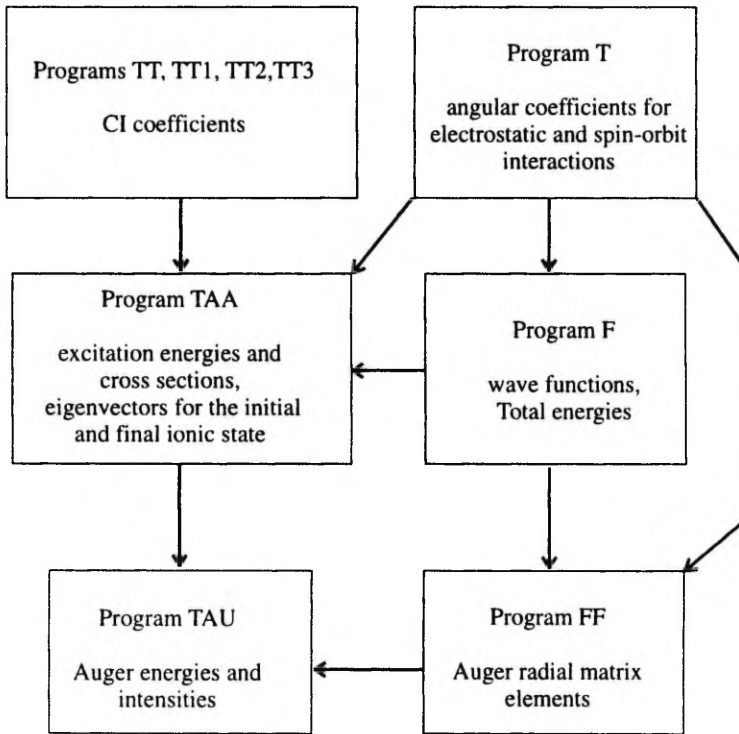 Programs TT, TT1, TT2,TT3
CI coefficients
Program T
angular coefficients for
electrostatic and spin-orbit
interactions
Program TAA
excitation energies and
cross sections,
eigenvectors for the initial
and final ionic state
Program F
wave functions,
Total energies
Program TAU
Auger energies and
intensities
Program FF
Auger radial matrix
elements